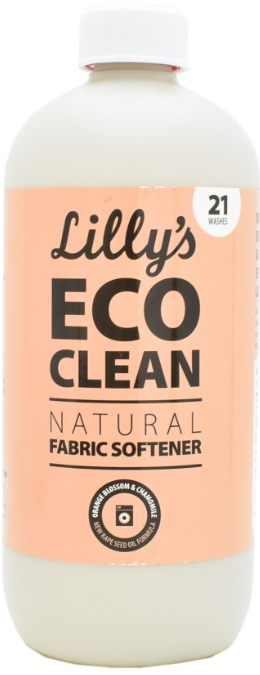 21
WASHES
Lilly's
ECO
CLEAN
NATURAL
FABRIC SOFTENER
ORANGE BLOSSOM & CHAMOMILE
NEW RAPE SEED OIL FORMULA